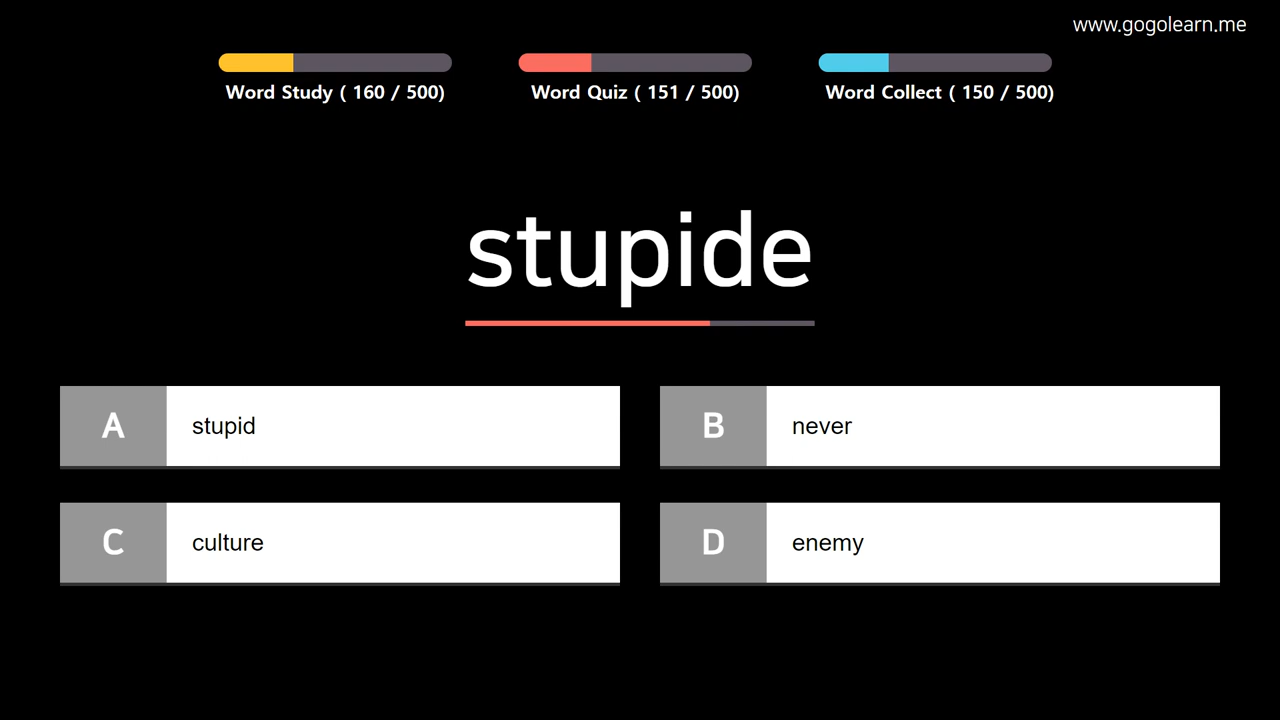 www.gogolearn.me
Word Study ( 160 / 500)
Word Quiz ( 151 / 500)
Word Collect ( 150 / 500)
stupide
A stupid
B never
C culture
D enemy